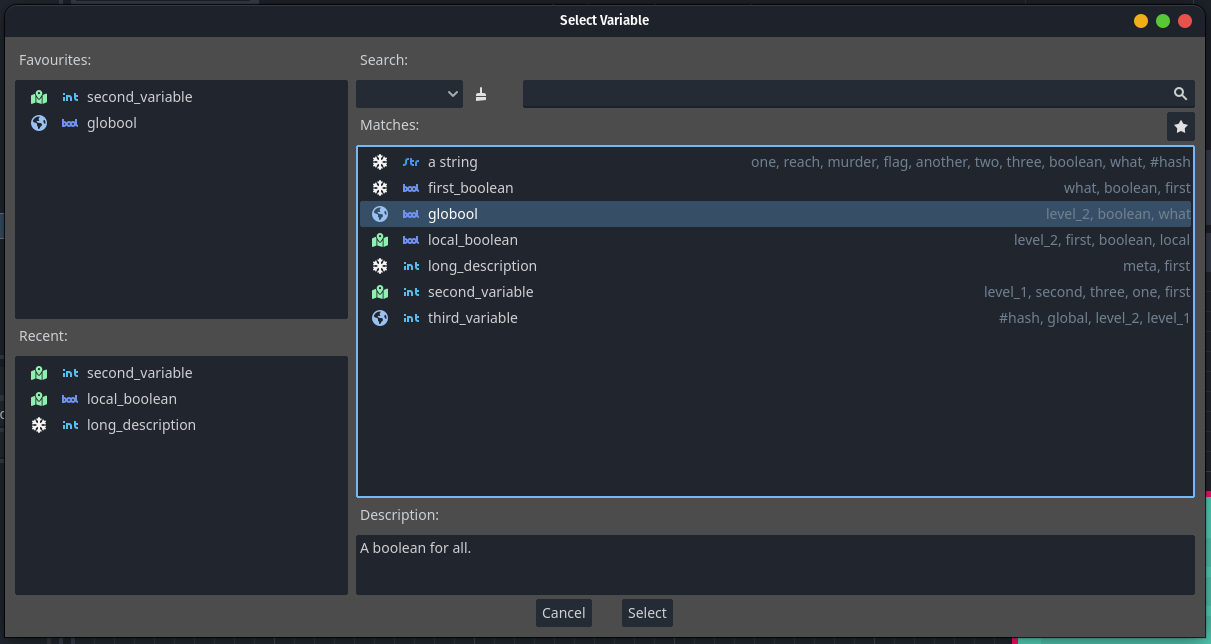 Select Variable
Favourites:
int second_variable
bool globool
Recent:
int second_variable
bool local_boolean
int long_description
Search:
Matches:
Str a string one, reach, murder, flag, another, two, three, boolean, what, #hash
bool first_boolean what, boolean, first
bool globool level_2, boolean, what
bool local_boolean level_2, first, boolean, local
int long_description meta, first
int second_variable level_1, second, three, one, first
int third_variable #hash, global, level_2, level_1
Description:
A boolean for all.
Cancel Select